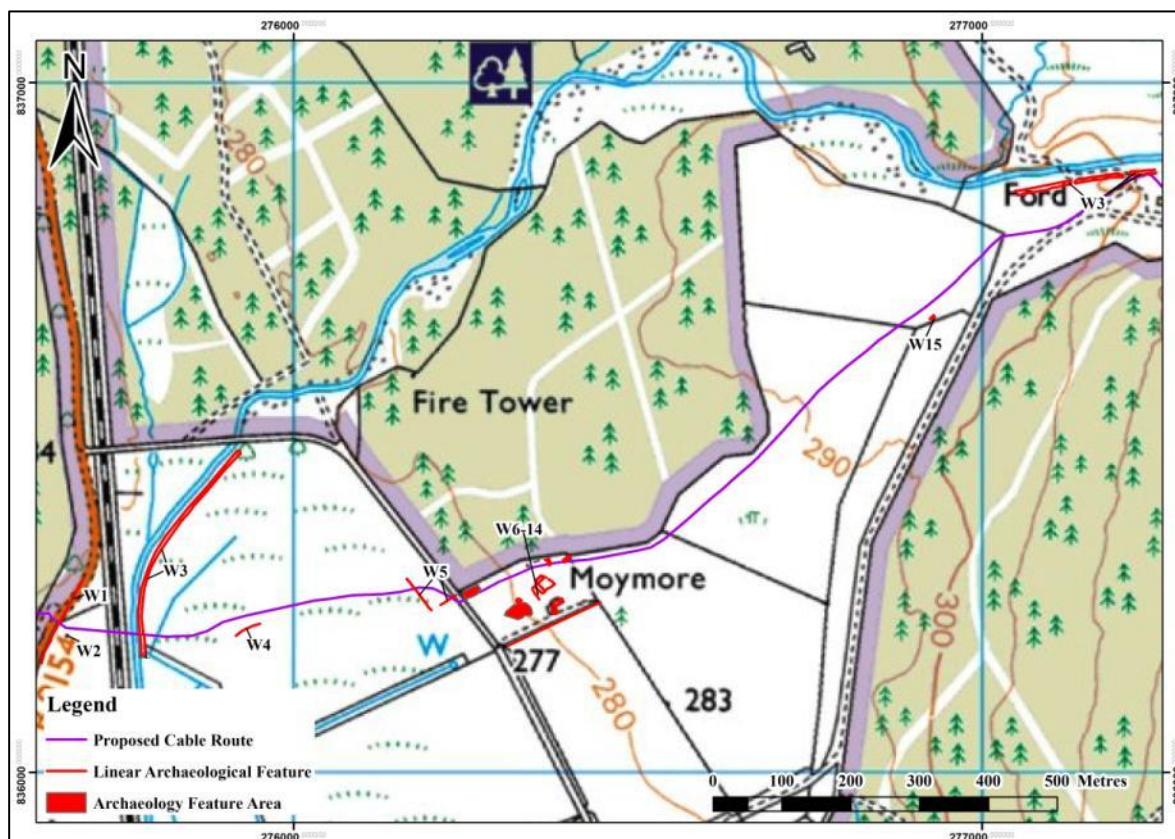 276000
277000
N
837000
280
Ford
W3
W15
Fire Tower
290
W6-14
W3
W5
Moymore
W1
W4
W2
W
277
300
280
283
Legend
Proposed Cable Route
Linear Archaeological Feature
Archaeology Feature Area
0 100 200 300 400 500 Metres
836000
276000
277000